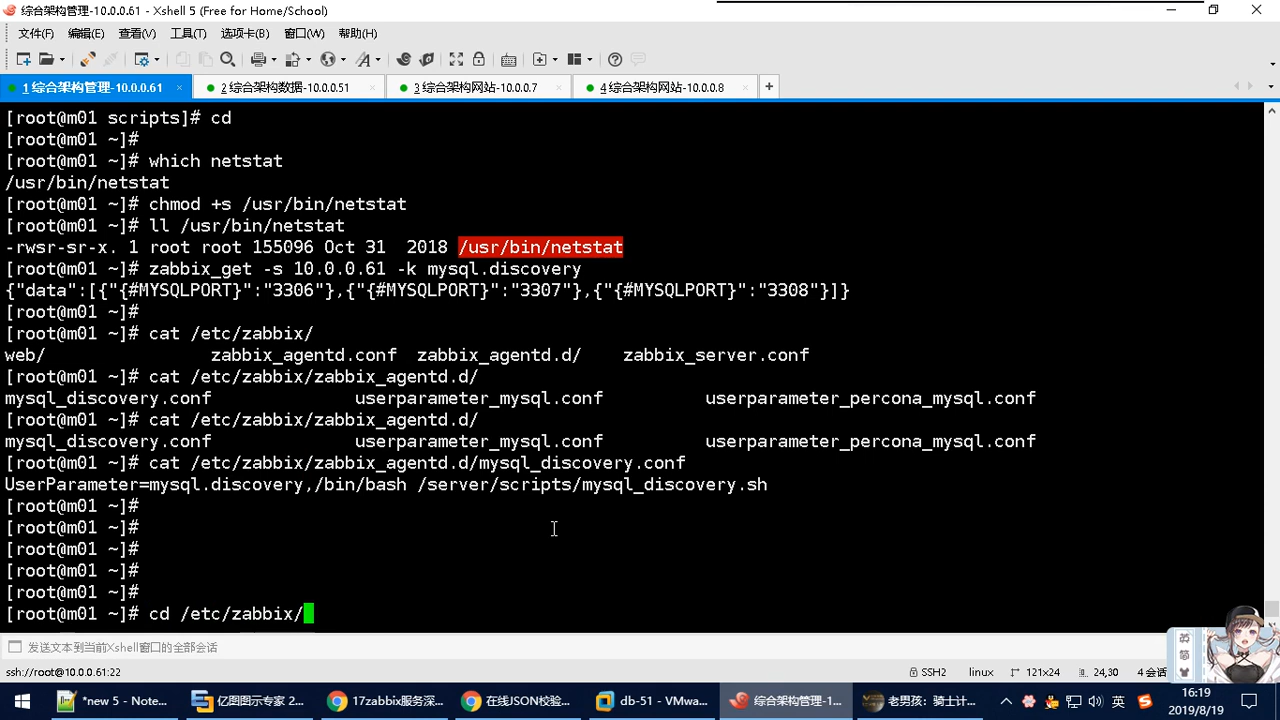 综合架构管理-10.0.0.61 - Xshell 5 (Free for Home/School)
文件(F) 编辑(E) 查看(V) 工具(T) 选项卡(B) 窗口(W) 帮助(H)
1 综合架构管理-10.0.0.61 × 2 综合架构数据-10.0.0.51 × 3 综合架构网站-10.0.0.7 × 4 综合架构网站-10.0.0.8 × +
[root@m01 scripts]# cd
[root@m01 ~]#
[root@m01 ~]# which netstat
/usr/bin/netstat
[root@m01 ~]# chmod +s /usr/bin/netstat
[root@m01 ~]# ll /usr/bin/netstat
-rwsr-sr-x. 1 root root 155096 Oct 31  2018 /usr/bin/netstat
[root@m01 ~]# zabbix_get -s 10.0.0.61 -k mysql.discovery
{"data":[{"{#MYSQLPORT}":"3306"},{"{#MYSQLPORT}":"3307"},{"{#MYSQLPORT}":"3308"}]}
[root@m01 ~]#
[root@m01 ~]# cat /etc/zabbix/
web/ zabbix_agentd.conf zabbix_agentd.d/ zabbix_server.conf
[root@m01 ~]# cat /etc/zabbix/zabbix_agentd.d/
mysql_discovery.conf userparameter_mysql.conf userparameter_percona_mysql.conf
[root@m01 ~]# cat /etc/zabbix/zabbix_agentd.d/
mysql_discovery.conf userparameter_mysql.conf userparameter_percona_mysql.conf
[root@m01 ~]# cat /etc/zabbix/zabbix_agentd.d/mysql_discovery.conf
UserParameter=mysql.discovery,/bin/bash /server/scripts/mysql_discovery.sh
[root@m01 ~]#
[root@m01 ~]#
[root@m01 ~]#
[root@m01 ~]#
[root@m01 ~]#
[root@m01 ~]# cd /etc/zabbix/
发送文本到当前Xshell窗口的全部会话
英
简
ssh://root@10.0.0.61:22 SSH2 linux 121x24 24,30 4 会话
*new 5 - Note... 亿图图示专家 2... 17zabbix服务深... 在线JSON校验... db-51 - VMwa... 综合架构管理-1... 老男孩: 骑士计... 英 16:19
2019/8/19